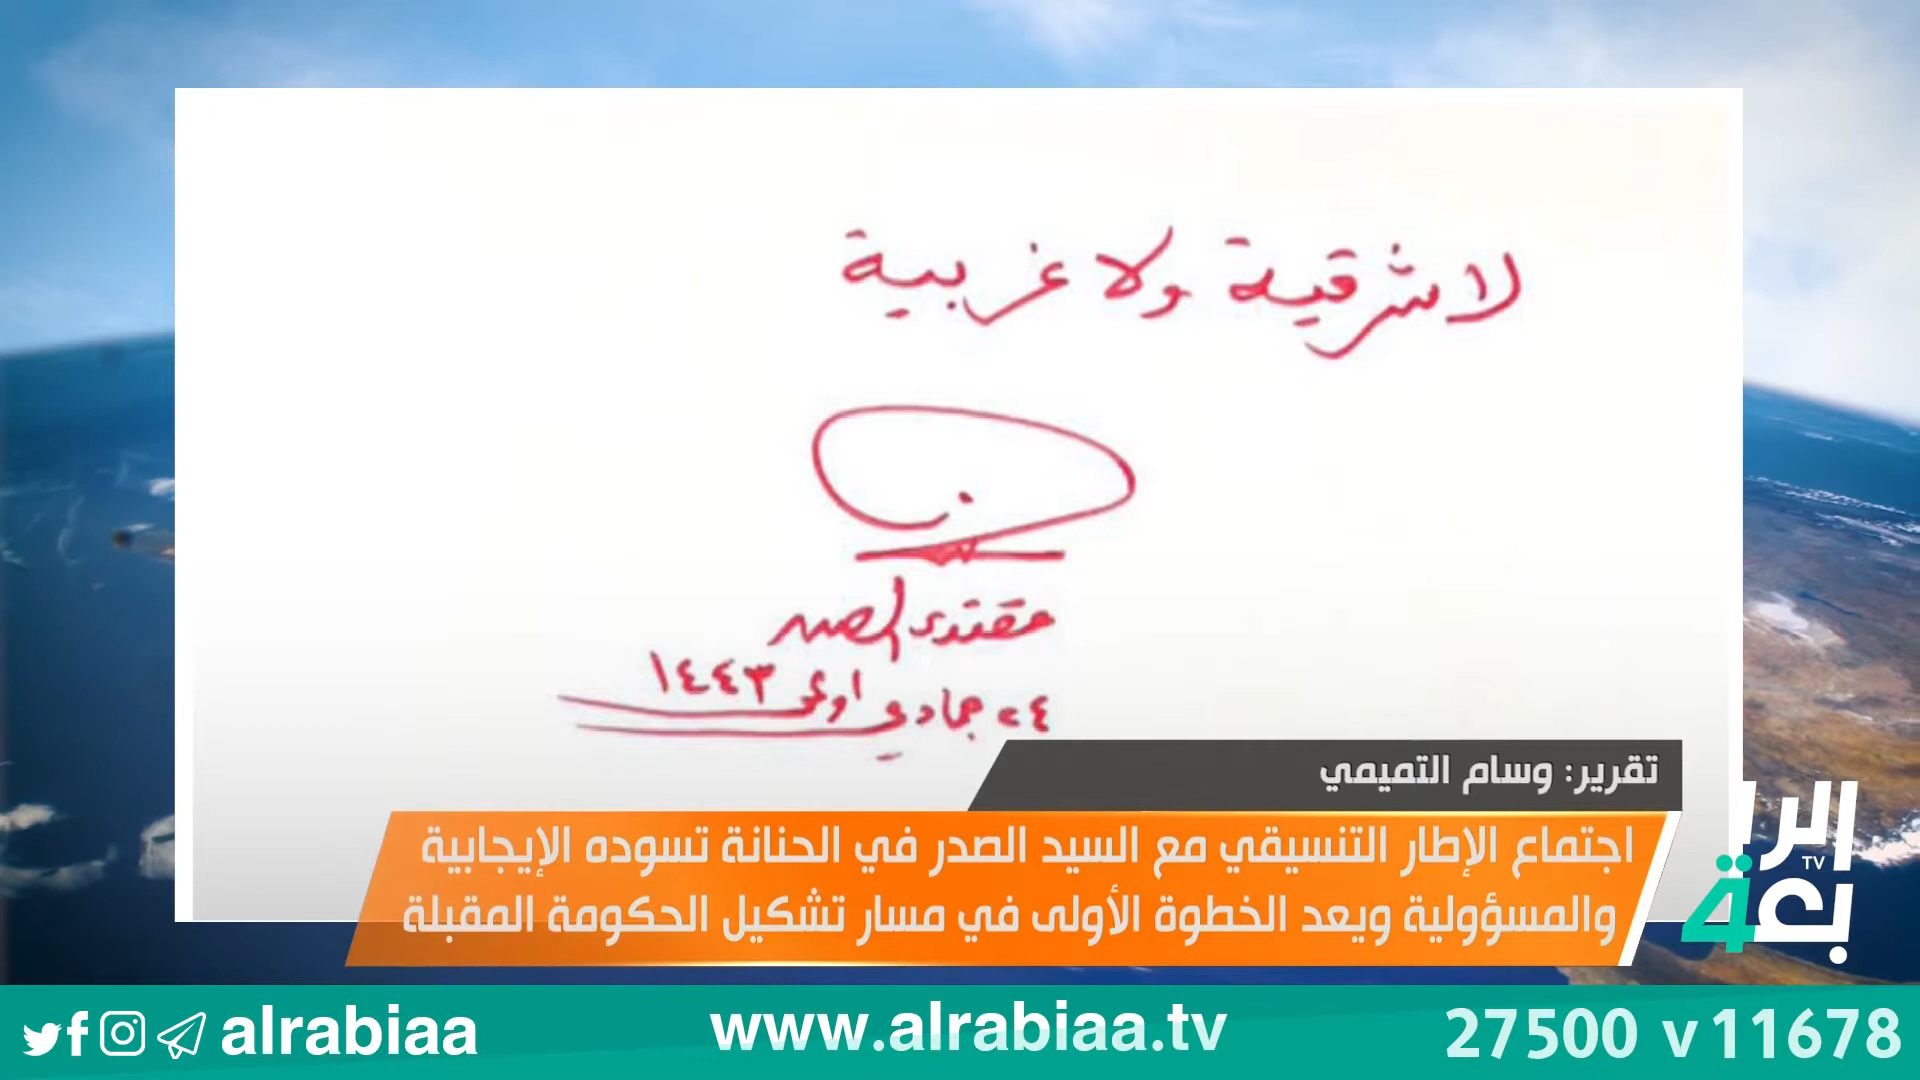 لا شرقية ولا غربية
مقتدى الصدر
٢٤ جمادي اولى ١٤٤٣
تقرير: وسام التميمي
اجتماع الإطار التنسيقي مع السيد الصدر في الحنانة تسوده الإيجابية
والمسؤولية ويعد الخطوة الأولى في مسار تشكيل الحكومة المقبلة
الرابعة TV
alrabiaa
www.alrabiaa.tv
27500 v 11678